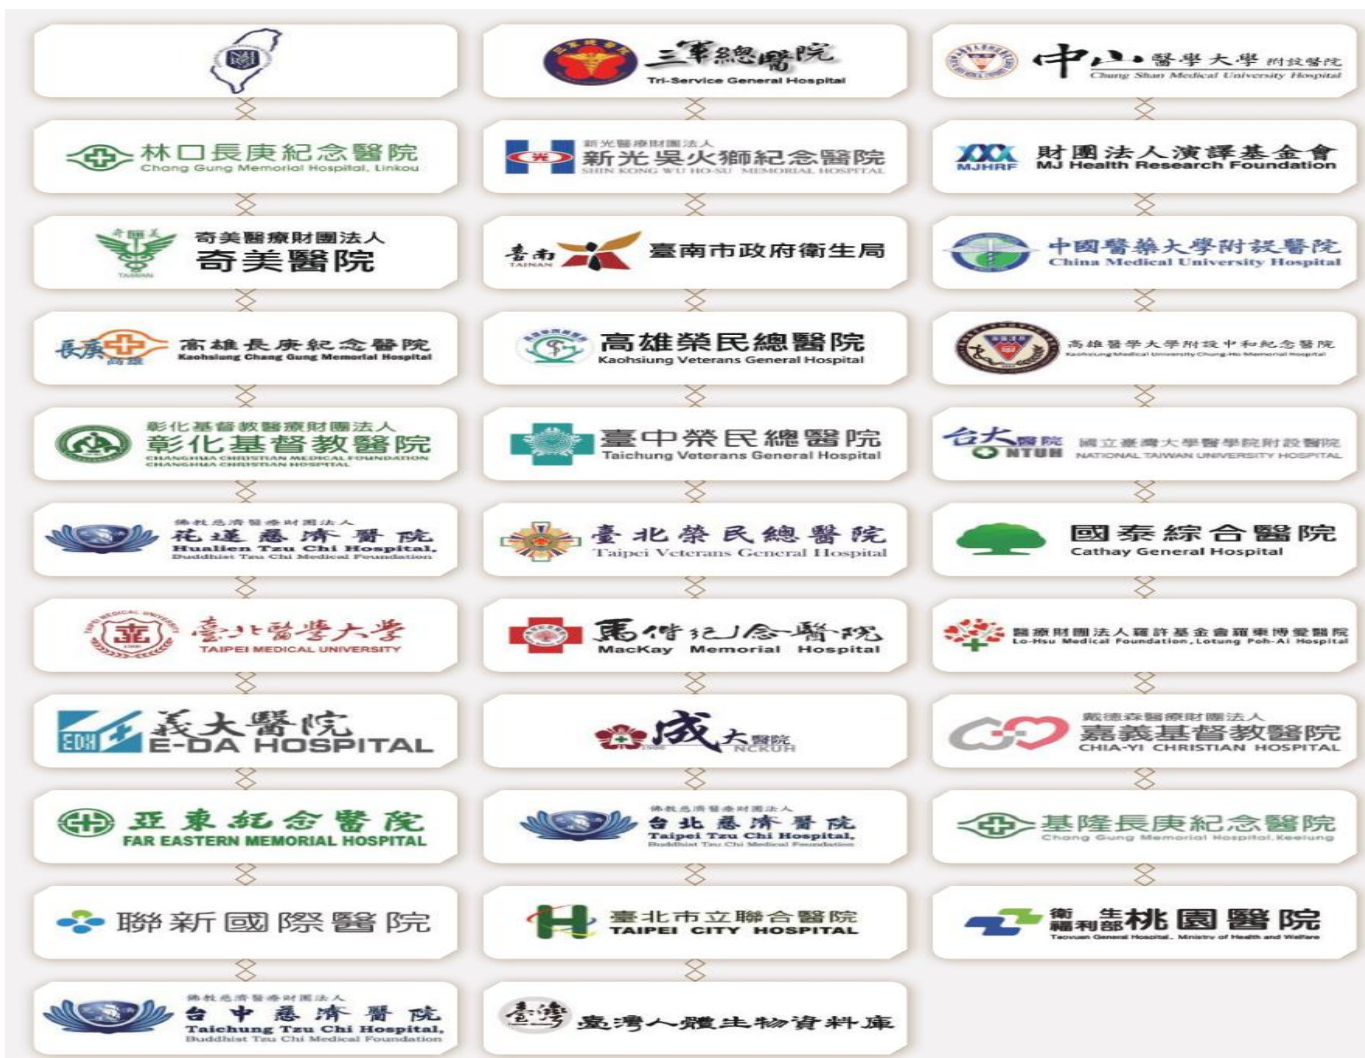 三軍總醫院
Tri-Service General Hospital
中山醫學大學 附設醫院
Chung Shan Medical University Hospital
林口長庚紀念醫院
Chang Gung Memorial Hospital, Linkou
新光醫療財團法人
新光吳火獅紀念醫院
SHIN KONG WU HO-SU MEMORIAL HOSPITAL
財團法人演譯基金會
MJHRF
MJ Health Research Foundation
奇美
TAIWAN
奇美醫療財團法人
奇美醫院
臺南
TAINAN
臺南市政府衛生局
中國醫藥大學附設醫院
China Medical University Hospital
長庚
高雄
高雄長庚紀念醫院
Kaohsiung Chang Gung Memorial Hospital
高雄榮民總醫院
Kaohsiung Veterans General Hospital
高雄醫學大學附設中和紀念醫院
Kaohsiung Medical University Chung-Ho Memorial Hospital
彰化基督教醫療財團法人
彰化基督教醫院
CHANGHUA CHRISTIAN MEDICAL FOUNDATION
CHANGHUA CHRISTIAN HOSPITAL
臺中榮民總醫院
Taichung Veterans General Hospital
台大醫院
NTUH
國立臺灣大學醫學院附設醫院
NATIONAL TAIWAN UNIVERSITY HOSPITAL
佛教慈濟醫療財團法人
花蓮慈濟醫院
Hualien Tzu Chi Hospital,
Buddhist Tzu Chi Medical Foundation
臺北榮民總醫院
Taipei Veterans General Hospital
國泰綜合醫院
Cathay General Hospital
臺北醫學大學
TAIPEI MEDICAL UNIVERSITY
馬偕紀念醫院
MacKay Memorial Hospital
醫療財團法人羅許基金會羅東博愛醫院
Lo-Hsu Medical Foundation, Lotung Poh-Ai Hospital
EDH
義大醫院
E-DA HOSPITAL
成大醫院
1988
NCKUH
戴德森醫療財團法人
嘉義基督教醫院
CHIA-YI CHRISTIAN HOSPITAL
亞東紀念醫院
FAR EASTERN MEMORIAL HOSPITAL
佛教慈濟醫療財團法人
台北慈濟醫院
Taipei Tzu Chi Hospital,
Buddhist Tzu Chi Medical Foundation
基隆長庚紀念醫院
Chang Gung Memorial Hospital, Keelung
聯新國際醫院
臺北市立聯合醫院
TAIPEI CITY HOSPITAL
衛生
福利部
桃園醫院
Taoyuan General Hospital, Ministry of Health and Welfare
佛教慈濟醫療財團法人
台中慈濟醫院
Taichung Tzu Chi Hospital,
Buddhist Tzu Chi Medical Foundation
臺灣
臺灣人體生物資料庫